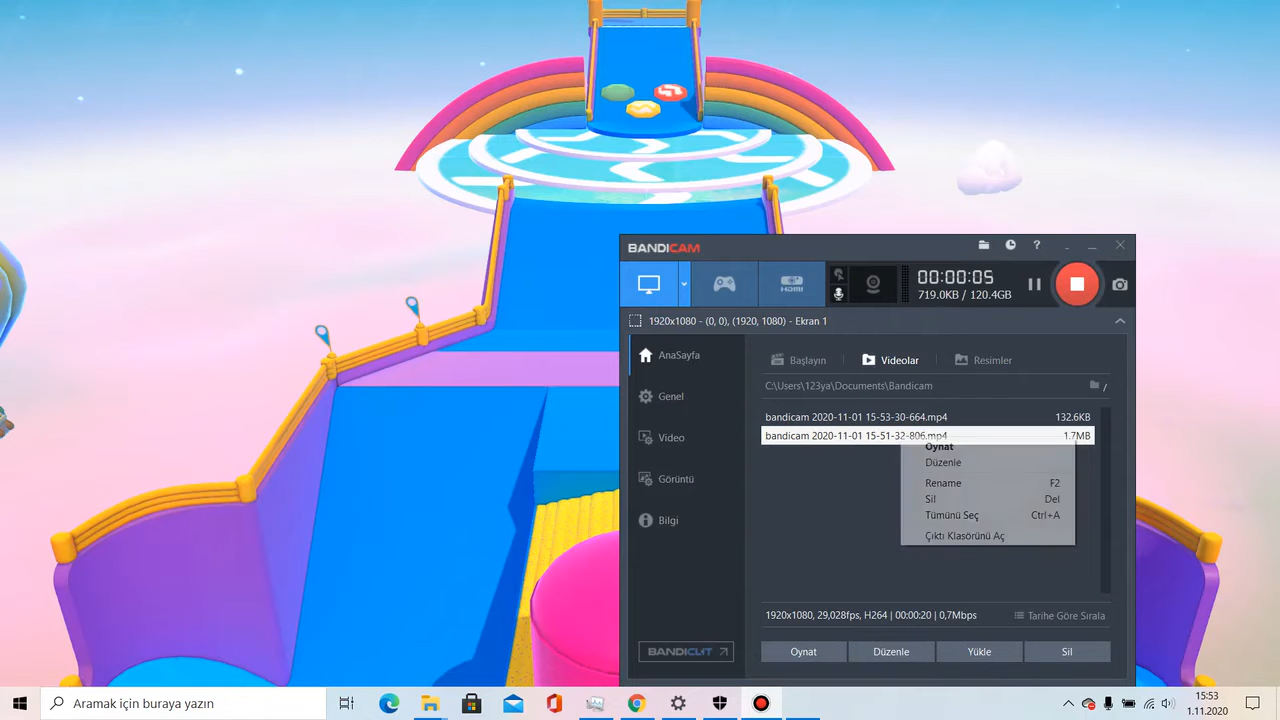 BANDICAM
?
HDMI
00:00:05
719.0KB / 120.4GB
1920x1080 - (0, 0), (1920, 1080) - Ekran 1
AnaSayfa
Genel
Video
Görüntü
Bilgi
BANDICUT
Başlayın
Videolar
Resimler
C:\Users\123ya\Documents\Bandicam
/
bandicam 2020-11-01 15-53-30-664.mp4 132.6KB
bandicam 2020-11-01 15-51-32-806.mp4 1.7MB
Oynat
Düzenle
Rename F2
Sil Del
Tümünü Seç Ctrl+A
Çıktı Klasörünü Aç
1920x1080, 29,028fps, H264 | 00:00:20 | 0,7Mbps
Tarihe Göre Sırala
Oynat
Düzenle
Yükle
Sil
Aramak için buraya yazın
15:53
1.11.2020